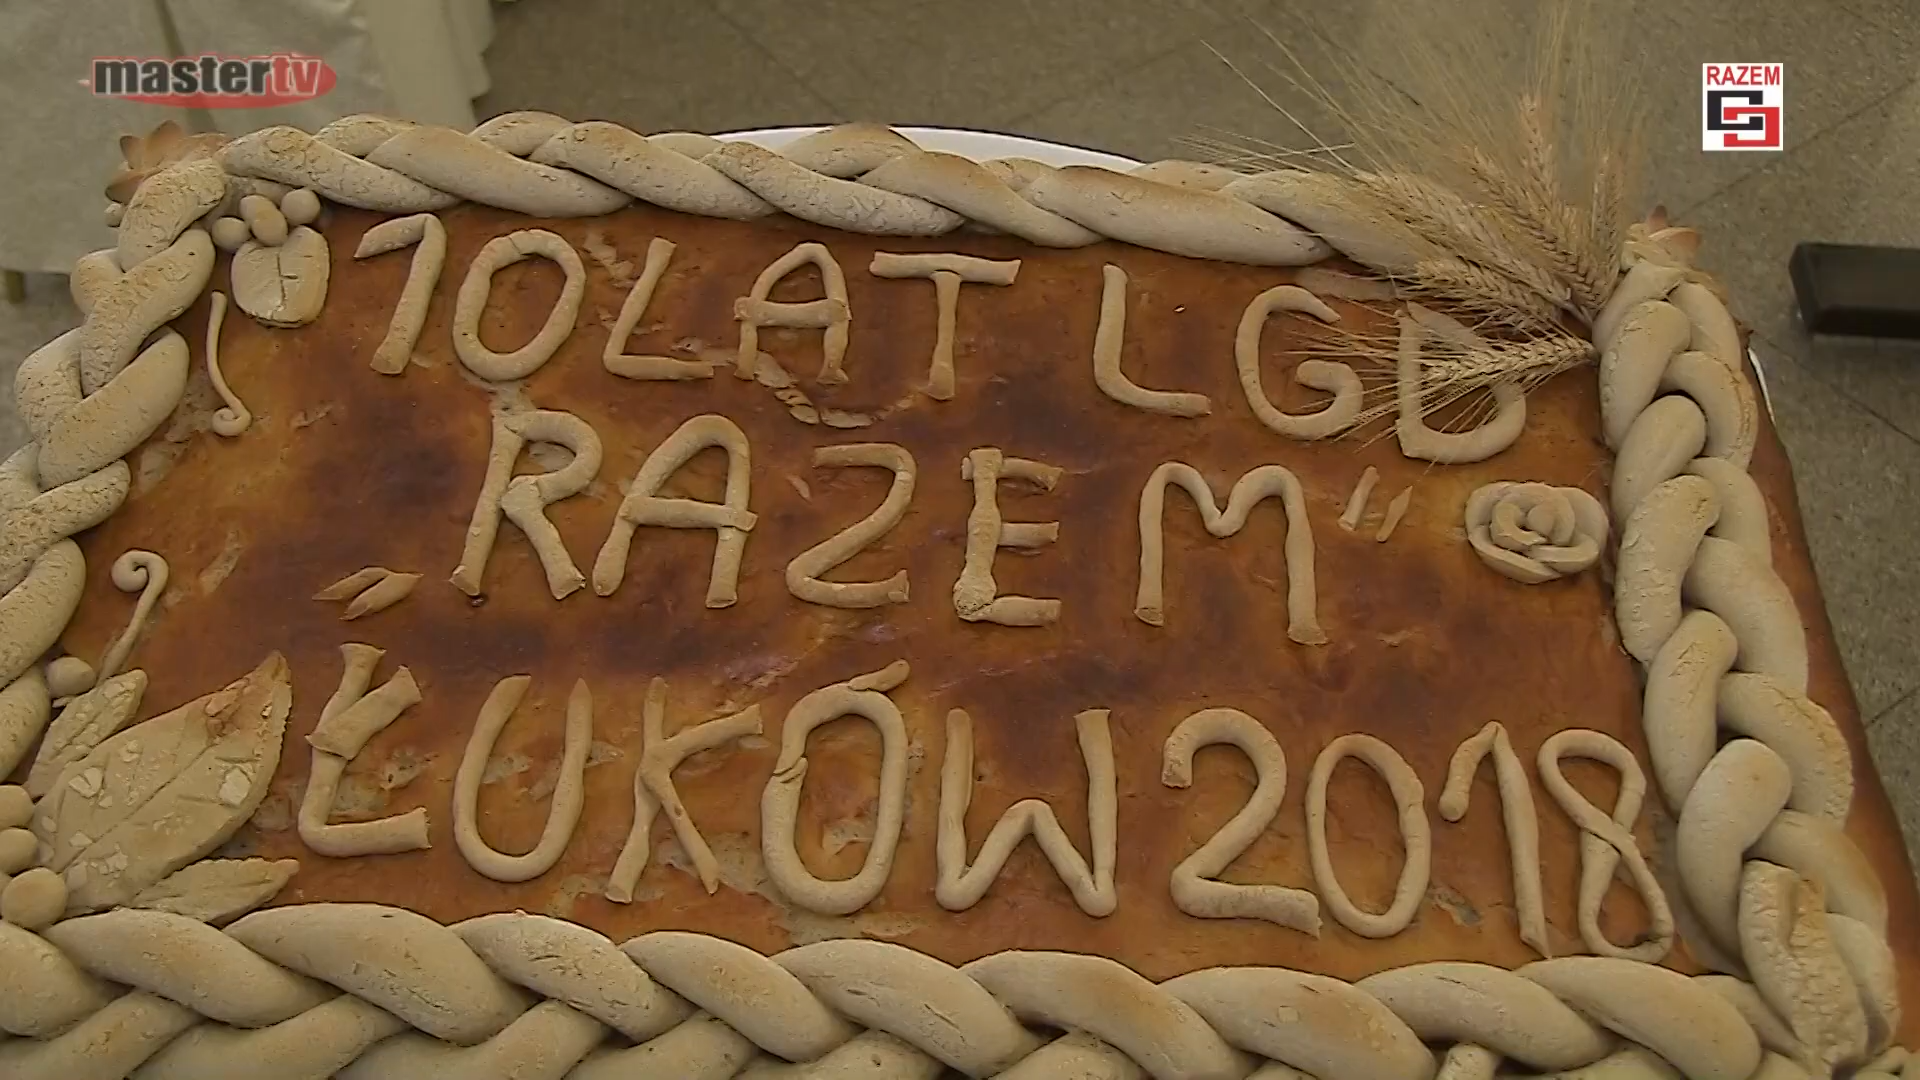 mastertv
RAZEM
10 LAT LGD
„RAZEM”
ŁUKÓW 2018